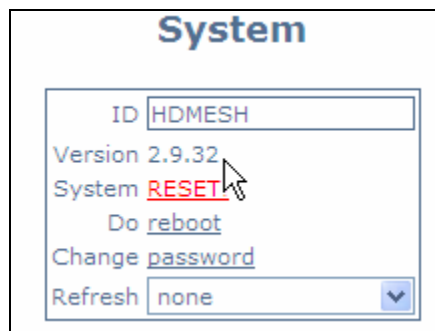 System
ID HDMESH
Version 2.9.32
System RESET
Do reboot
Change password
Refresh none